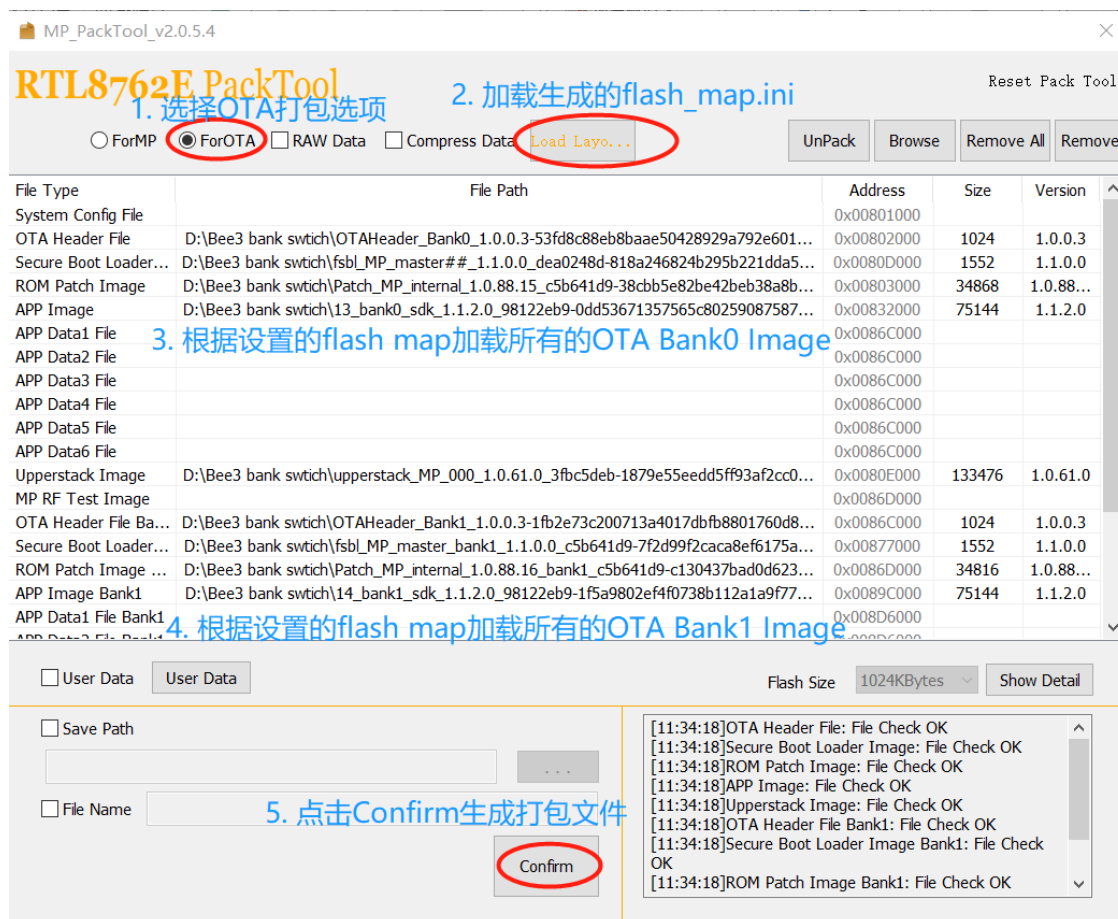 MP_PackTool_v2.0.5.4
RTL8762E PackTool
Reset Pack Tool
1. 选择OTA打包选项
2. 加载生成的flash_map.ini
ForMP ForOTA RAW Data Compress Data Load Layo... UnPack Browse Remove All Remove
File Type File Path Address Size Version
System Config File 0x00801000
OTA Header File D:\Bee3 bank swtich\OTAHeader_Bank0_1.0.0.3-53fd8c88eb8baae50428929a792e601... 0x00802000 1024 1.0.0.3
Secure Boot Loader... D:\Bee3 bank swtich\fsbl_MP_master##_1.1.0.0_dea0248d-818a246824b295b221dda5... 0x0080D000 1552 1.1.0.0
ROM Patch Image D:\Bee3 bank swtich\Patch_MP_internal_1.0.88.15_c5b641d9-38cbb5e82be42beb38a8b... 0x00803000 34868 1.0.88...
APP Image D:\Bee3 bank swtich\13_bank0_sdk_1.1.2.0_98122eb9-0dd53671357565c80259087587... 0x00832000 75144 1.1.2.0
APP Data1 File 0x0086C000
3. 根据设置的flash map加载所有的OTA Bank0 Image
APP Data2 File 0x0086C000
APP Data3 File 0x0086C000
APP Data4 File 0x0086C000
APP Data5 File 0x0086C000
APP Data6 File 0x0086C000
Upperstack Image D:\Bee3 bank swtich\upperstack_MP_000_1.0.61.0_3fbc5deb-1879e55eedd5ff93af2cc0... 0x0080E000 133476 1.0.61.0
MP RF Test Image 0x0086D000
OTA Header File Ba... D:\Bee3 bank swtich\OTAHeader_Bank1_1.0.0.3-1fb2e73c200713a4017dbfb8801760d8... 0x0086C000 1024 1.0.0.3
Secure Boot Loader... D:\Bee3 bank swtich\fsbl_MP_master_bank1_1.1.0.0_c5b641d9-7f2d99f2caca8ef6175a... 0x00877000 1552 1.1.0.0
ROM Patch Image ... D:\Bee3 bank swtich\Patch_MP_internal_1.0.88.16_bank1_c5b641d9-c130437bad0d623... 0x0086D000 34816 1.0.88...
APP Image Bank1 D:\Bee3 bank swtich\14_bank1_sdk_1.1.2.0_98122eb9-1f5a9802ef4f0738b112a1a9f77... 0x0089C000 75144 1.1.2.0
APP Data1 File Bank1 0x008D6000
4. 根据设置的flash map加载所有的OTA Bank1 Image
User Data User Data Flash Size 1024KBytes Show Detail
Save Path
...
File Name
5. 点击Confirm生成打包文件
Confirm
[11:34:18]OTA Header File: File Check OK
[11:34:18]Secure Boot Loader Image: File Check OK
[11:34:18]ROM Patch Image: File Check OK
[11:34:18]APP Image: File Check OK
[11:34:18]Upperstack Image: File Check OK
[11:34:18]OTA Header File Bank1: File Check OK
[11:34:18]Secure Boot Loader Image Bank1: File Check
OK
[11:34:18]ROM Patch Image Bank1: File Check OK